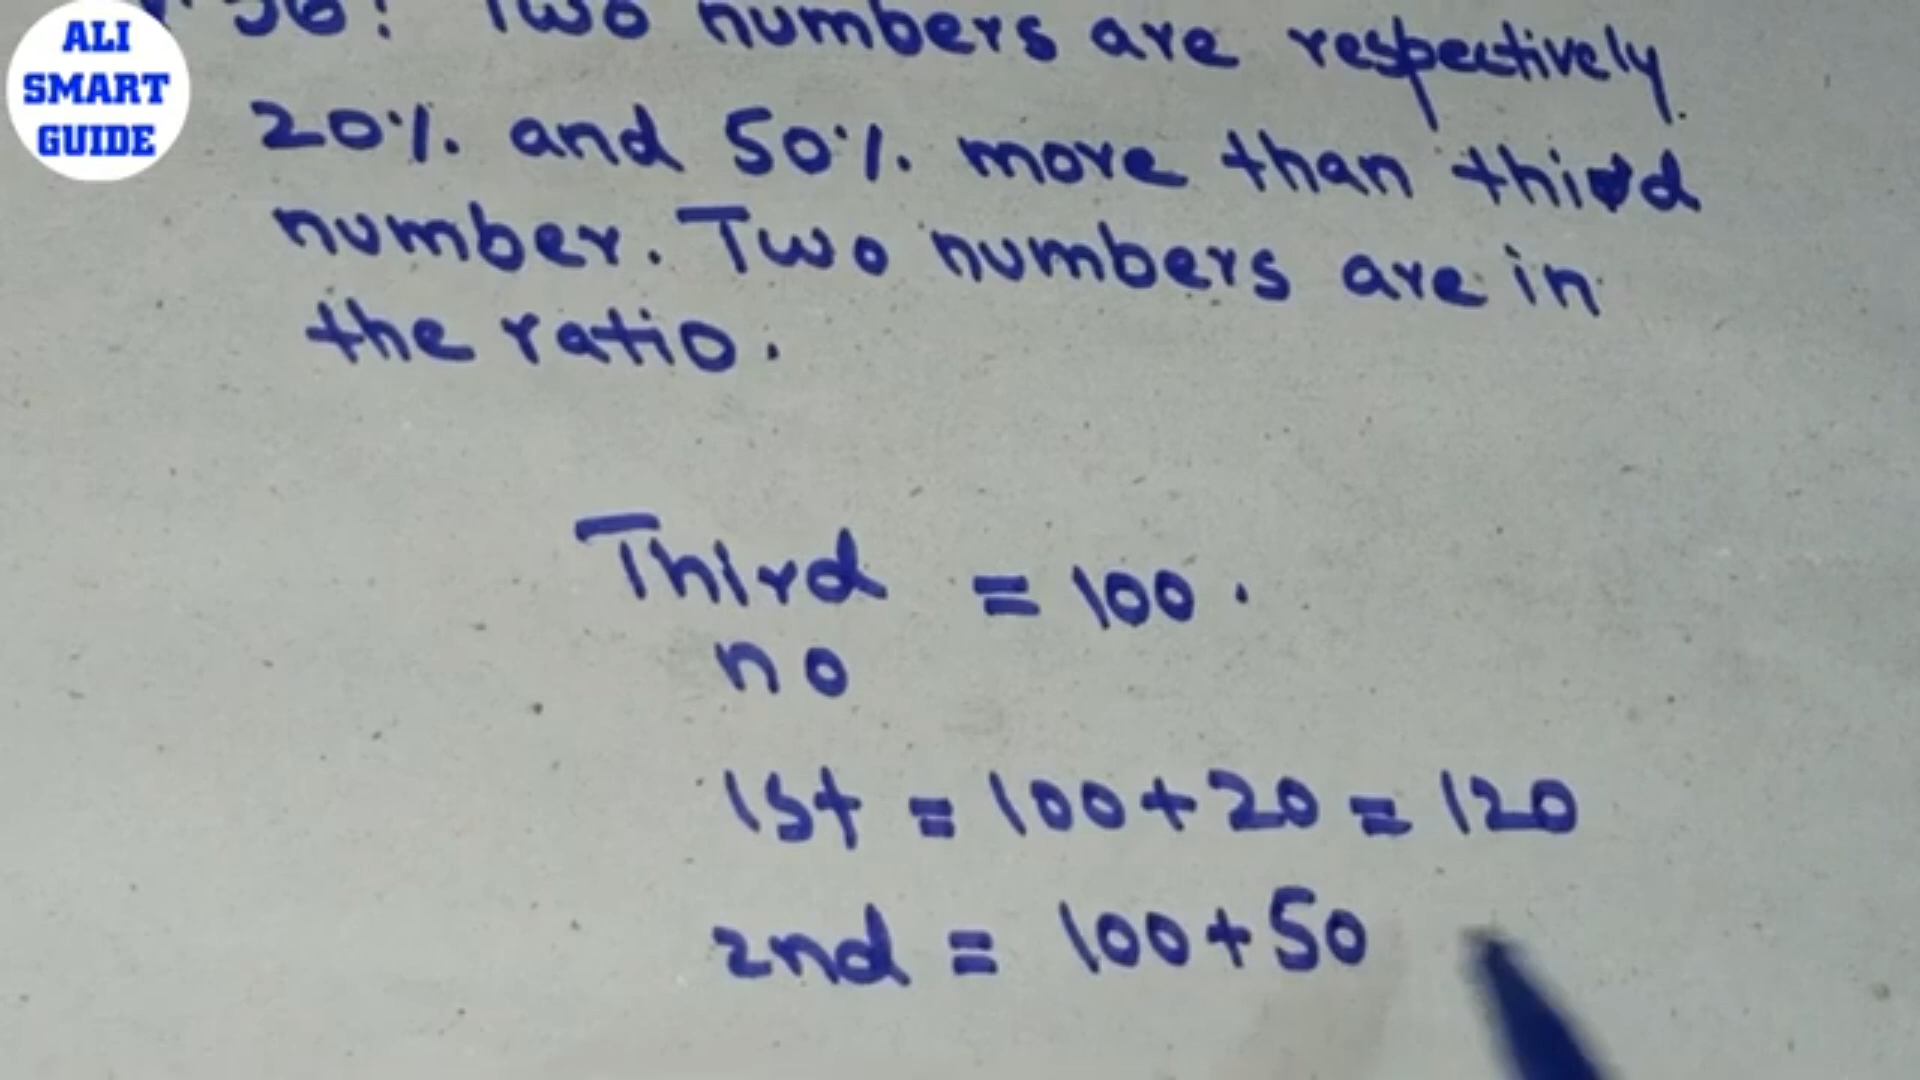 ALI
SMART
GUIDE
Two numbers are respectively
20% and 50% more than third
number. Two numbers are in
the ratio.
Third = 100.
no
1st = 100+20 = 120
2nd = 100+50